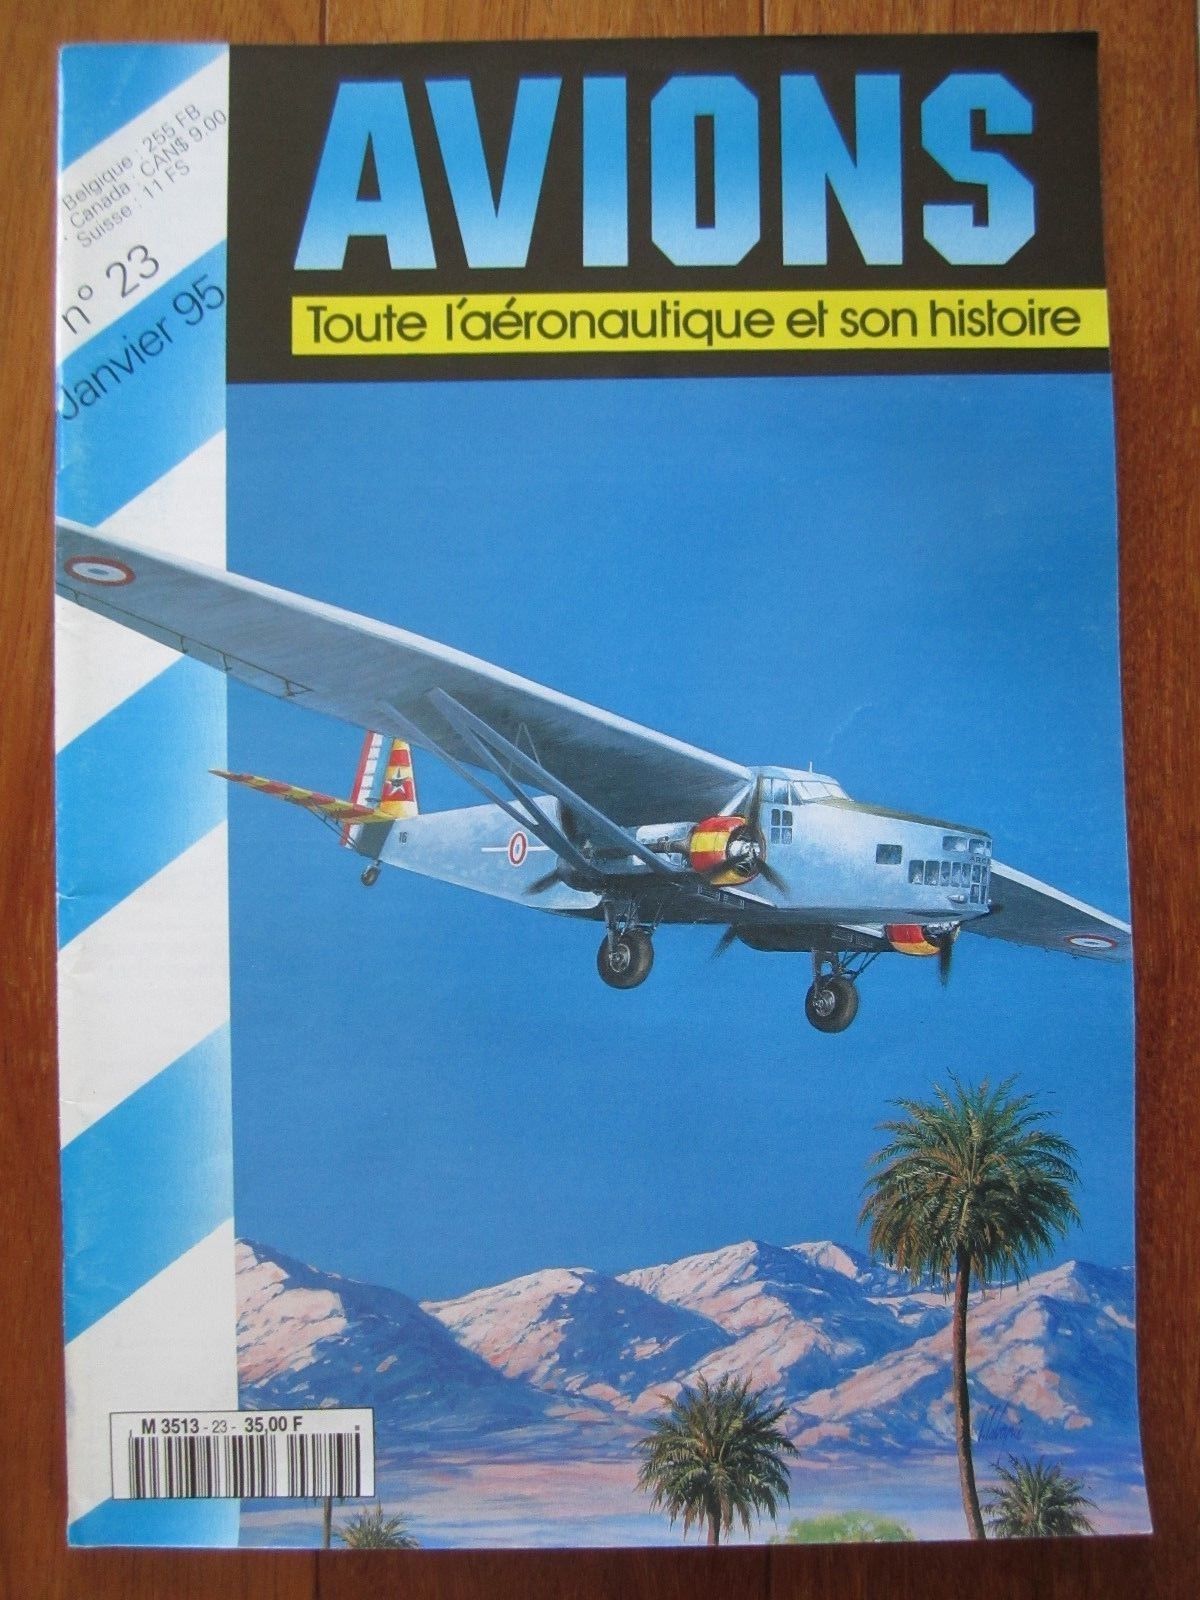 AVIONS
Toute l'aéronautique et son histoire
Belgique : 255 FB
Canada : CAN$ 9.00
Suisse : 11 FS
n° 23
Janvier 95
16
M 3513 - 23 - 35,00 F